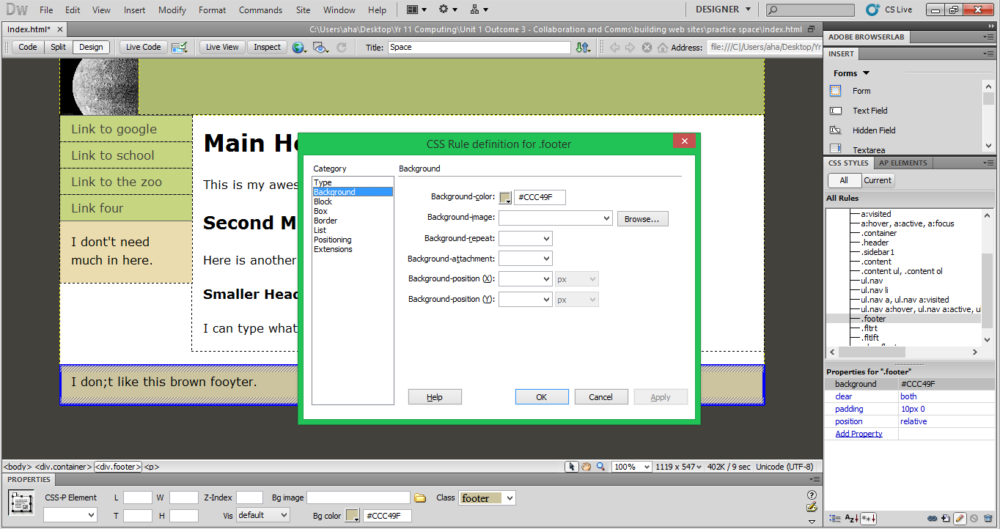 Dw File Edit View Insert Modify Format Commands Site Window Help DESIGNER CS Live
Index.html* C:\Users\aha\Desktop\Yr 11 Computing\Unit 1 Outcome 3 - Collaboration and Comms\building web sites\practice space\Index.html
Code Split Design Live Code Live View Inspect Title: Space Address: file:///C|/Users/aha/Desktop/Yr
Link to google
Link to school
Link to the zoo
Link four
I dont't need
much in here.
Main He
This is my awes
Second M
Here is another
Smaller Head
I can type what
I don;t like this brown fooyter.
CSS Rule definition for .footer
Category
Type
Background
Block
Box
Border
List
Positioning
Extensions
Background
Background-color: #CCC49F
Background-image: Browse...
Background-repeat:
Background-attachment:
Background-position (X): px
Background-position (Y): px
Help OK Cancel Apply
ADOBE BROWSERLAB
INSERT
Forms
Form
Text Field
Hidden Field
Textarea
CSS STYLES AP ELEMENTS
All Current
All Rules
a:visited
a:hover, a:active, a:focus
.container
.header
.sidebar1
.content
.content ul, .content ol
ul.nav
ul.nav li
ul.nav a, ul.nav a:visited
ul.nav a:hover, ul.nav a:active, u
.footer
.fltrt
.fltlft
Properties for ".footer"
background #CCC49F
clear both
padding 10px 0
position relative
Add Property
<body> <div.container> <div.footer> <p> 100% 1119 x 547 402K / 9 sec Unicode (UTF-8)
PROPERTIES
CSS-P Element L W Z-Index Bg image Class footer
T H Vis default Bg color #CCC49F